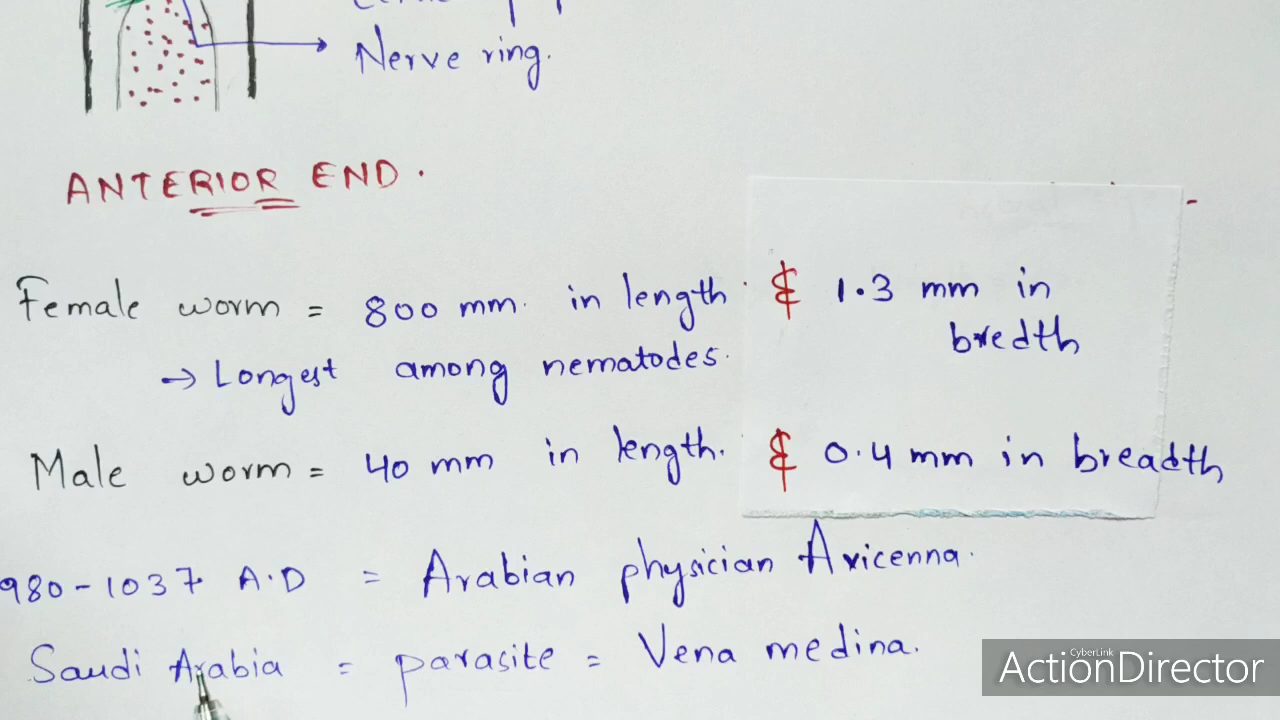 Nerve ring.
ANTERIOR END.
Female worm = 800 mm. in length. & 1.3 mm in
bredth
→ Longest among nematodes.
Male worm = 40 mm in length. & 0.4 mm in breadth
980-1037 A.D = Arabian physician Avicenna.
Saudi Arabia = parasite = Vena medina.
CyberLink
ActionDirector